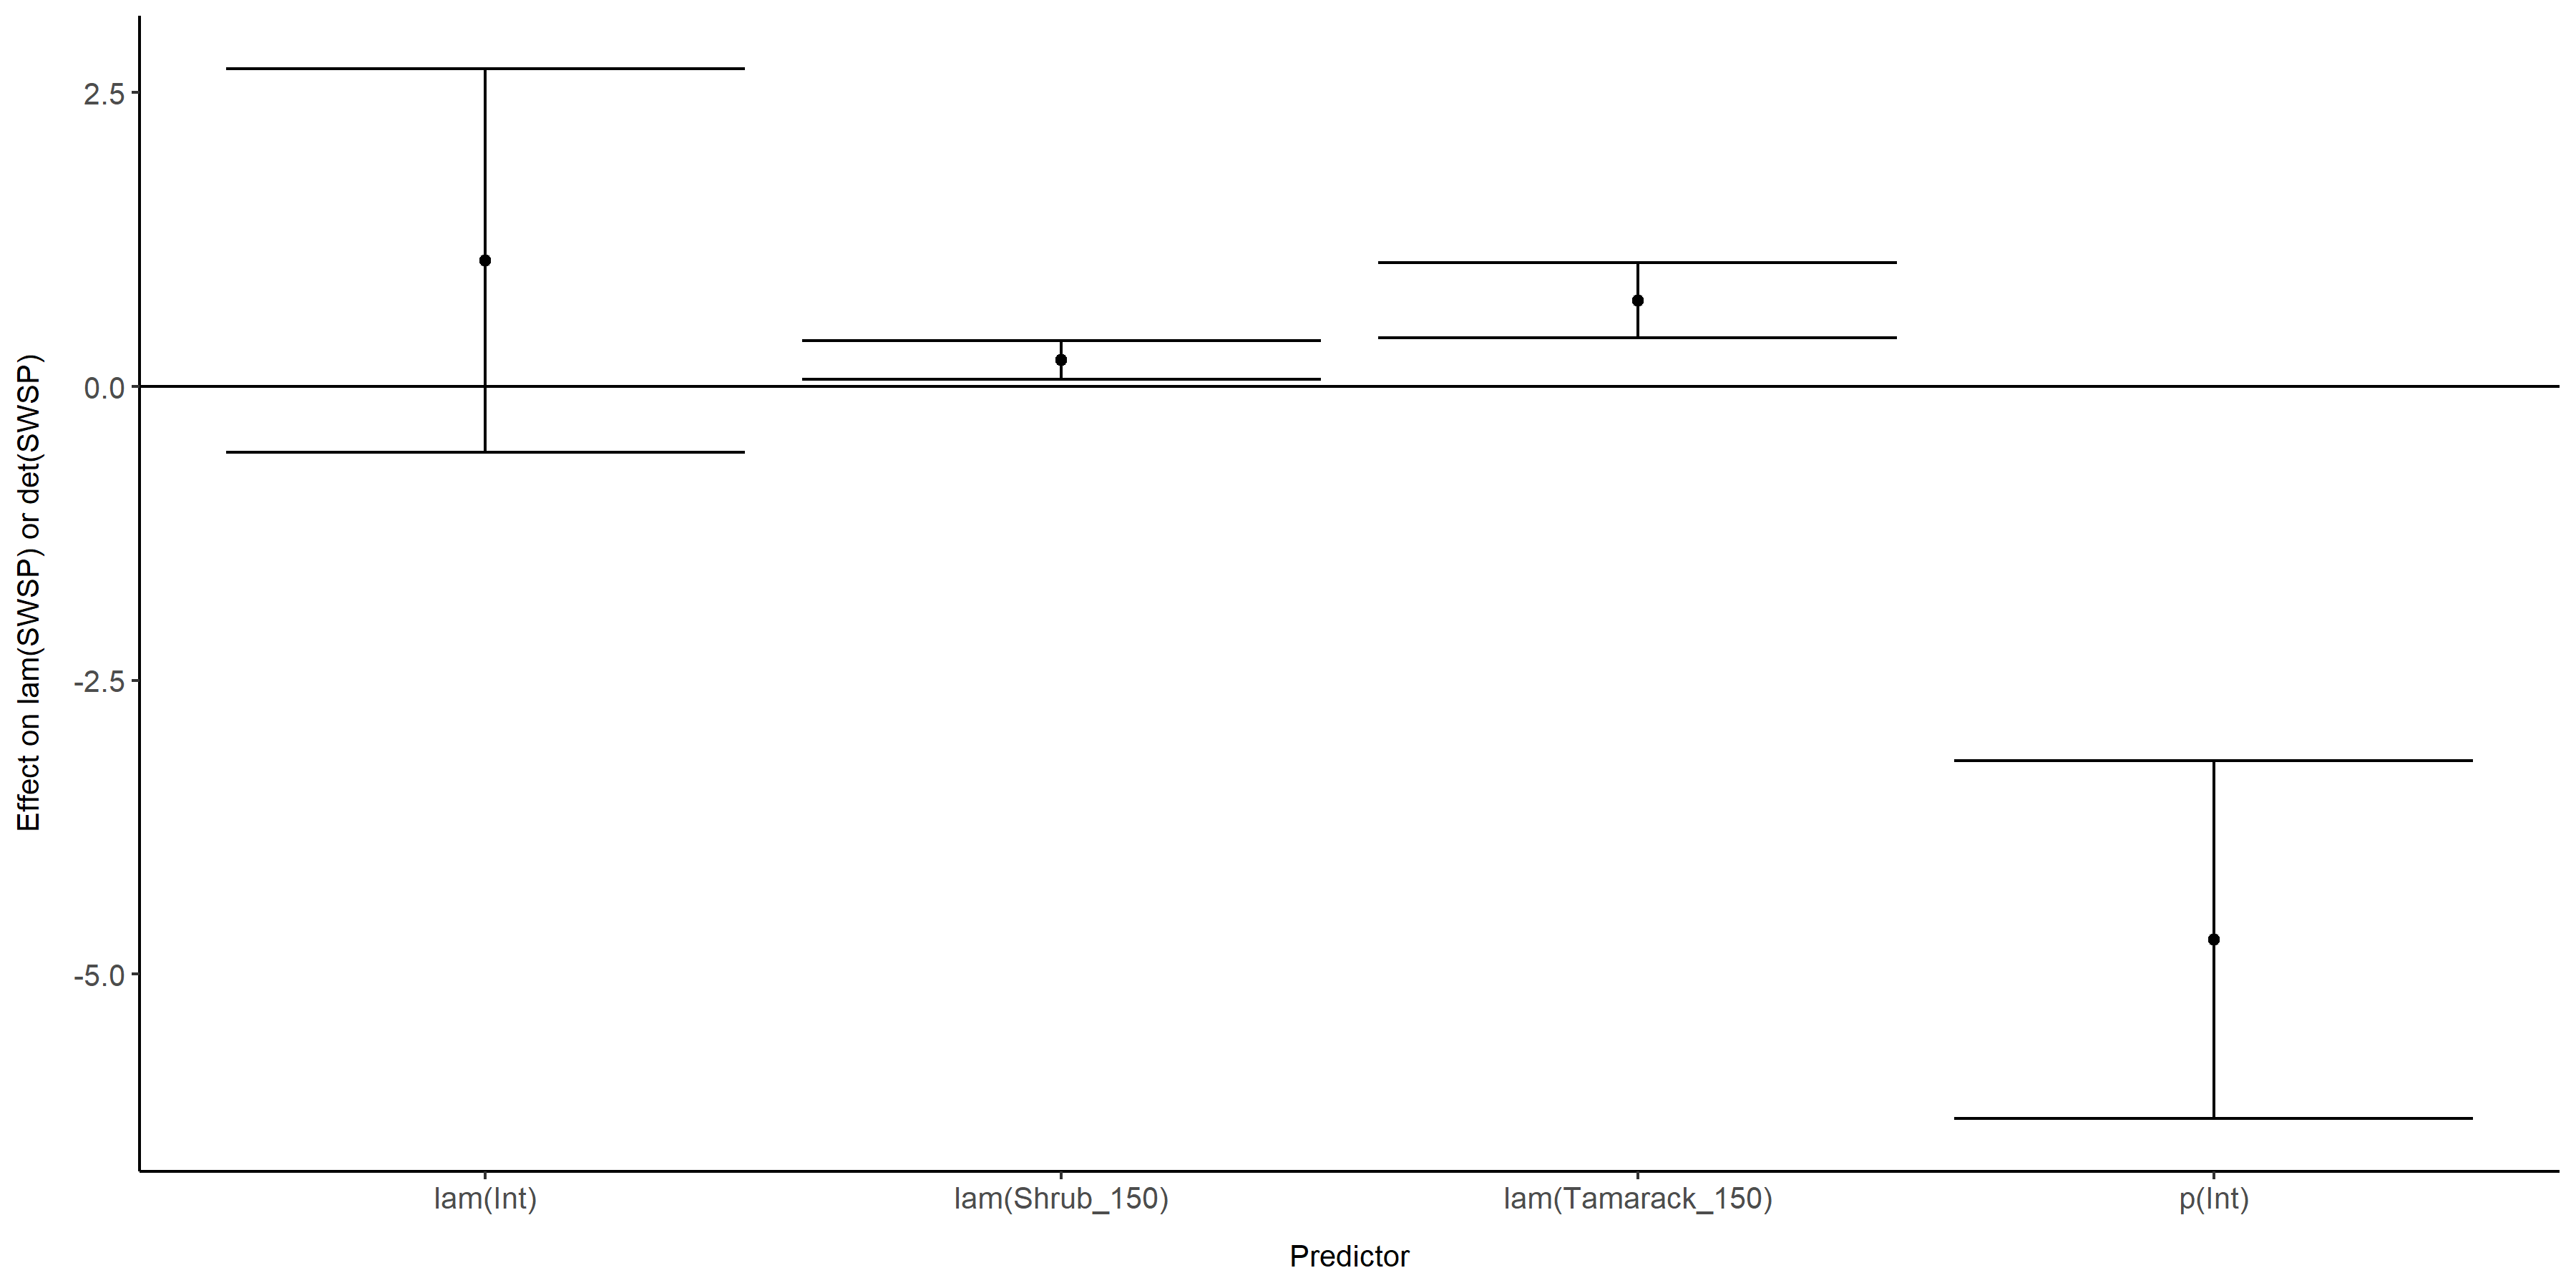 Effect on lam(SWSP) or det(SWSP)
2.5
0.0
-2.5
-5.0
lam(Int)
lam(Shrub_150)
lam(Tamarack_150)
p(Int)
Predictor